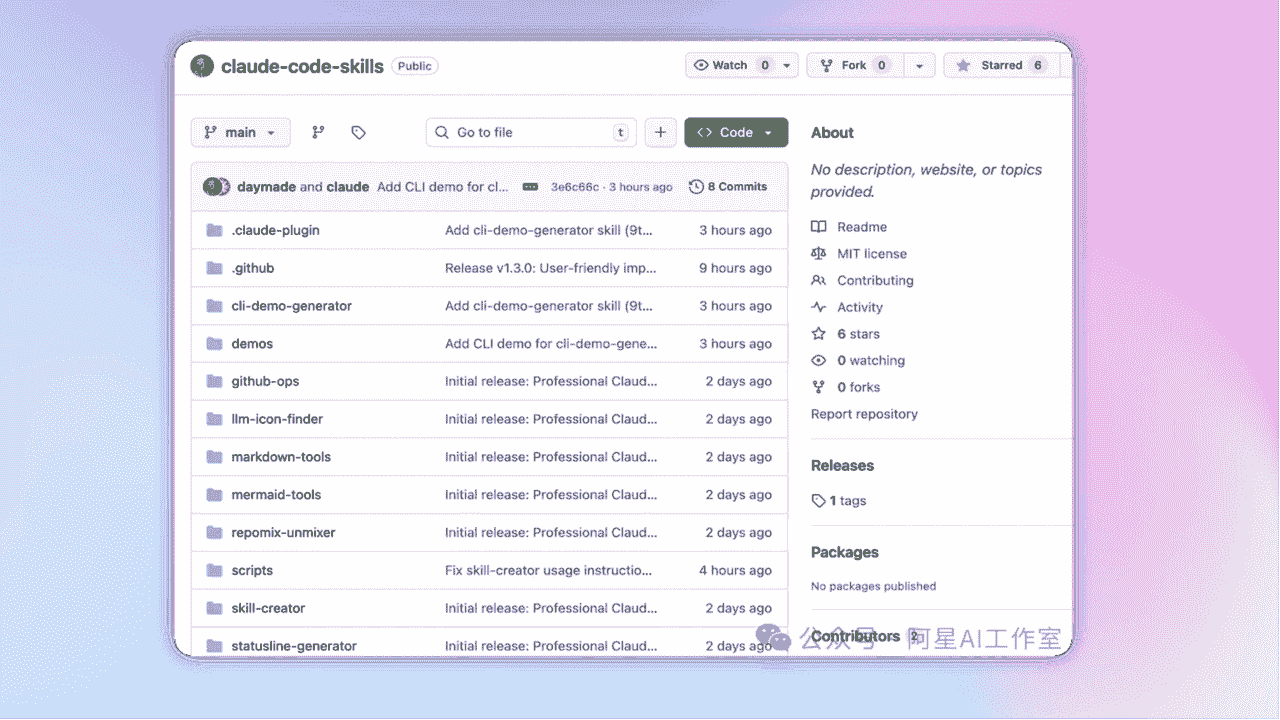 claude-code-skills Public Watch 0 Fork 0 Starred 6
main Go to file t Code
daymade and claude Add CLI demo for cl... 3e6c66c · 3 hours ago 8 Commits
.claude-plugin Add cli-demo-generator skill (9t... 3 hours ago
.github Release v1.3.0: User-friendly imp... 9 hours ago
cli-demo-generator Add cli-demo-generator skill (9t... 3 hours ago
demos Add CLI demo for cli-demo-gene... 3 hours ago
github-ops Initial release: Professional Claud... 2 days ago
llm-icon-finder Initial release: Professional Claud... 2 days ago
markdown-tools Initial release: Professional Claud... 2 days ago
mermaid-tools Initial release: Professional Claud... 2 days ago
repomix-unmixer Initial release: Professional Claud... 2 days ago
scripts Fix skill-creator usage instructio... 4 hours ago
skill-creator Initial release: Professional Claud... 2 days ago
statusline-generator Initial release: Professional Claud... 2 days ago
About
No description, website, or topics
provided.
Readme
MIT license
Contributing
Activity
6 stars
0 watching
0 forks
Report repository
Releases
1 tags
Packages
No packages published
Contributors 2
公众号 · 阿星AI工作室